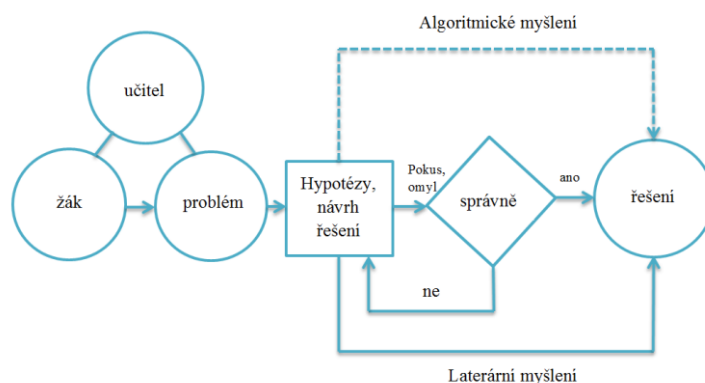 Algoritmické myšlení
učitel
žák
problém
Hypotézy,
návrh
řešení
Pokus,
omyl
správně
ano
řešení
ne
Laterární myšlení